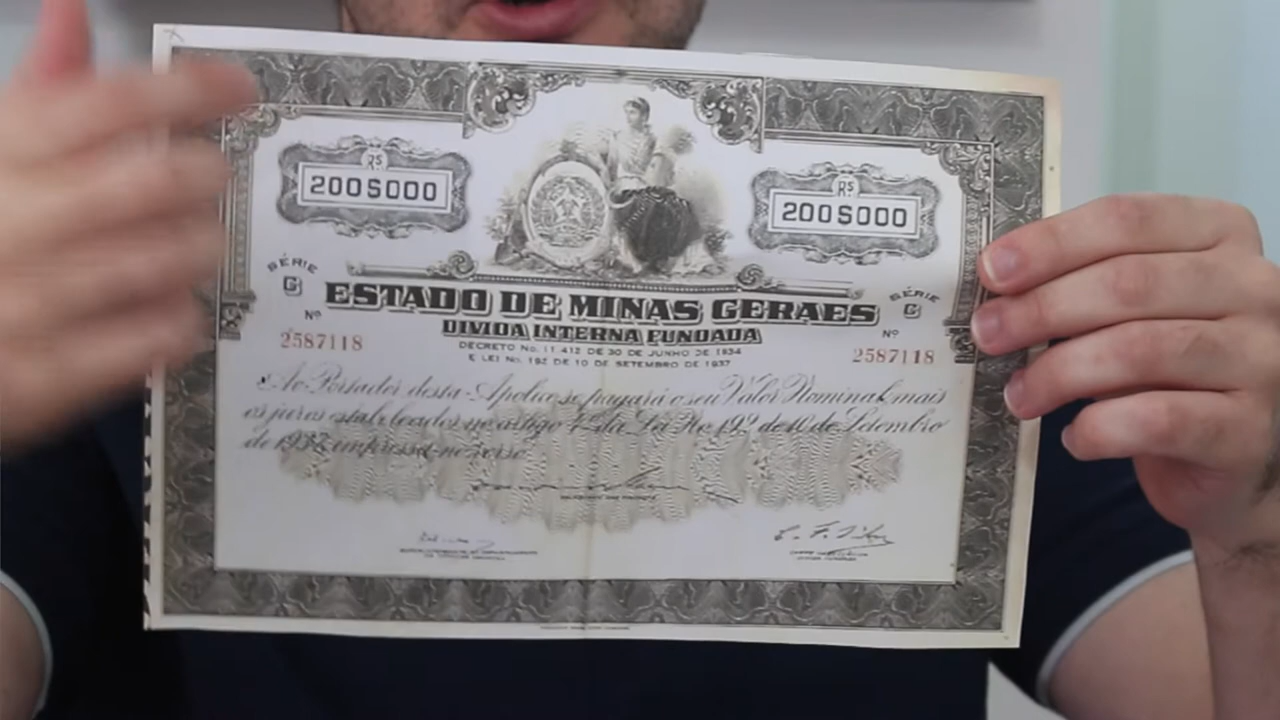 RS
200$000
RS
200$000
SÉRIE
C
SÉRIE
C
ESTADO DE MINAS GERAES
DIVIDA INTERNA FUNDADA
DECRETO No. 11 412 DE 30 DE JUNHO DE 1934
E LEI No. 192 DE 10 DE SETEMBRO DE 1937
Nº
2587118
Nº
2587118
Ao Portador desta Apolice se pagará o seu Valor Nominal mais
os juros estabelecidos no artigo 4º da Lei No 192 de 10 de Setembro
de 1937, impressa no verso